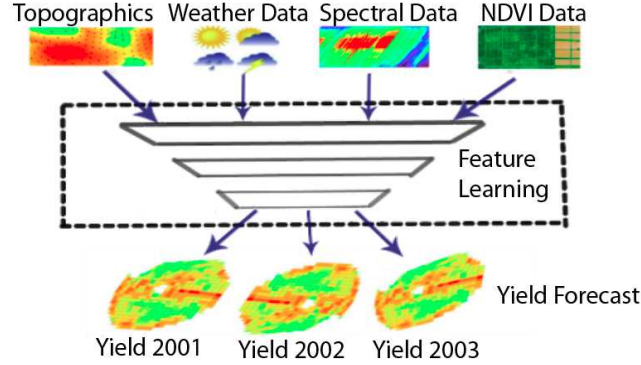 Topographics Weather Data Spectral Data NDVI Data
Feature
Learning
Yield Forecast
Yield 2001 Yield 2002 Yield 2003